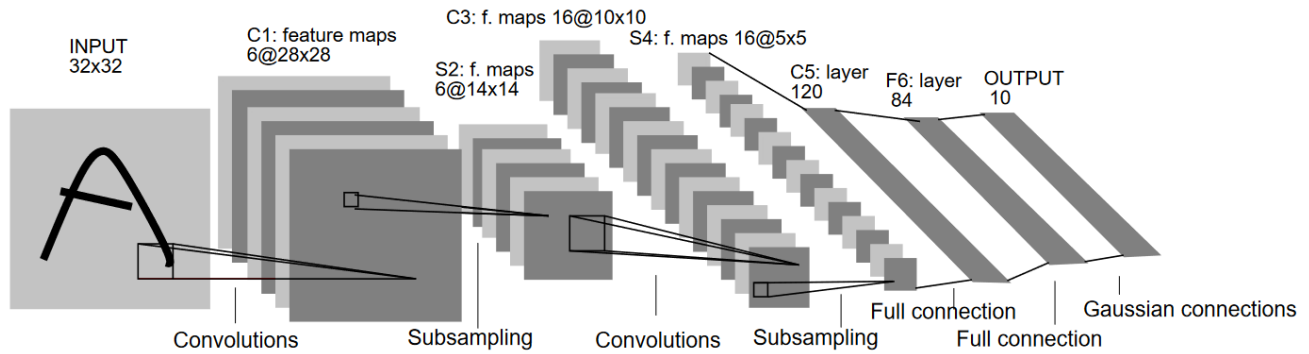 INPUT
32x32
C1: feature maps
6@28x28
S2: f. maps
6@14x14
C3: f. maps 16@10x10
S4: f. maps 16@5x5
C5: layer
120
F6: layer
84
OUTPUT
10
Convolutions
Subsampling
Convolutions
Subsampling
Full connection
Full connection
Gaussian connections